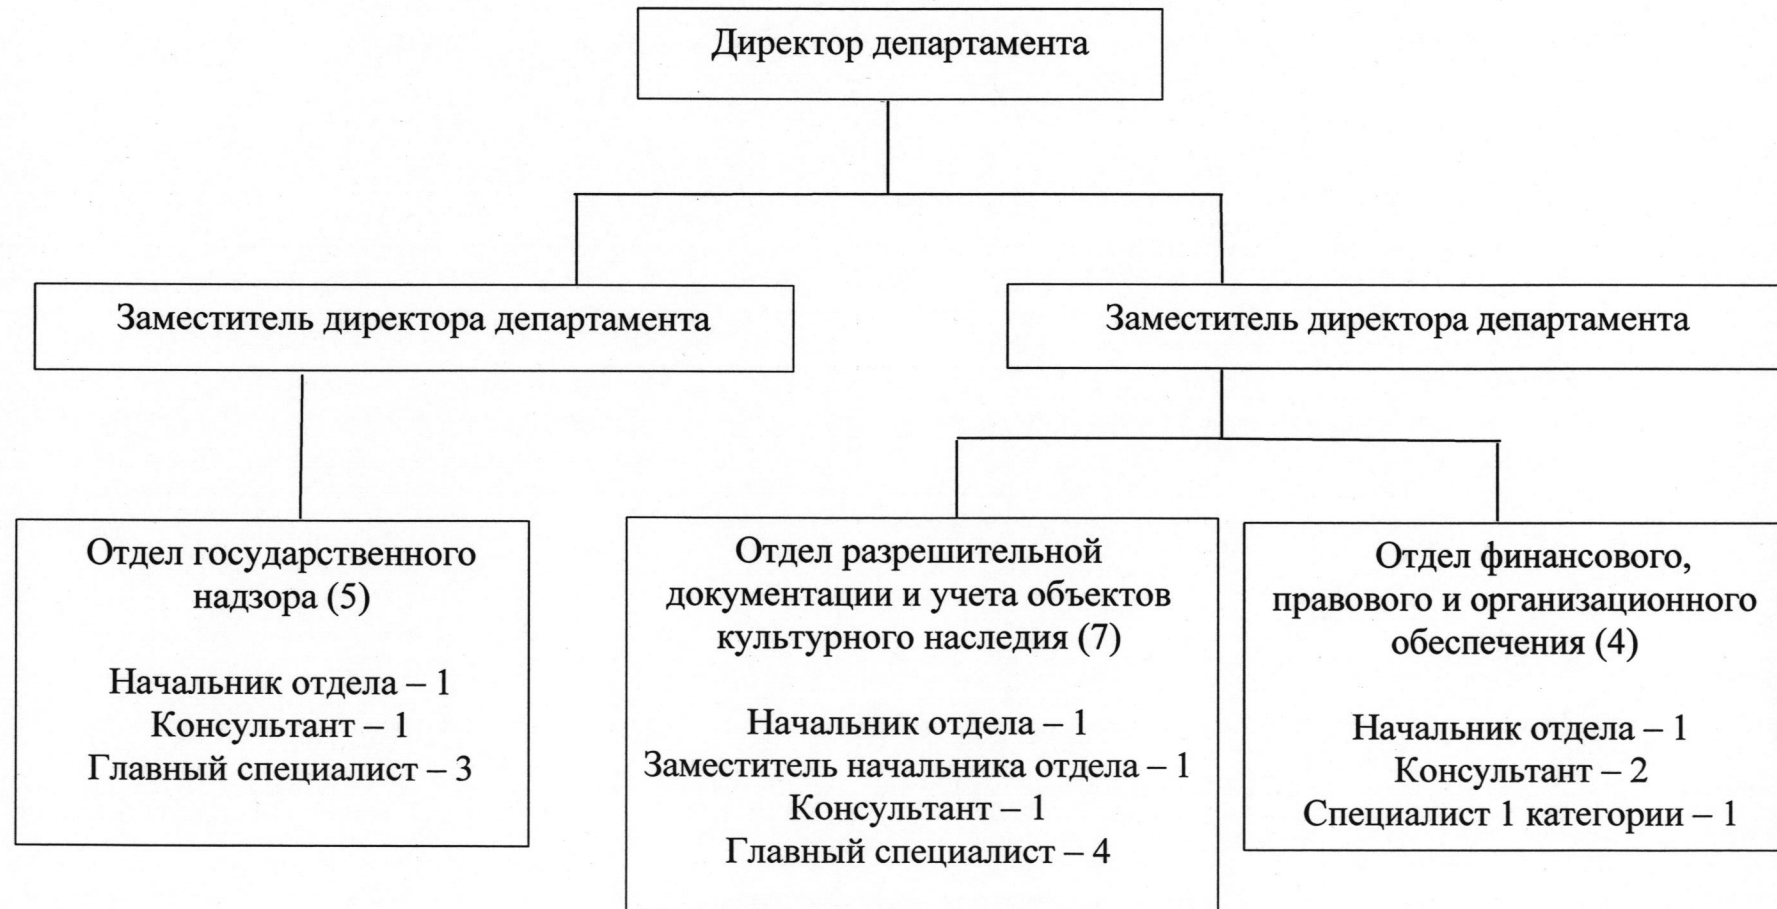 Директор департамента
Заместитель директора департамента
Заместитель директора департамента
Отдел государственного
надзора (5)
Начальник отдела – 1
Консультант – 1
Главный специалист – 3
Отдел разрешительной
документации и учета объектов
культурного наследия (7)
Начальник отдела – 1
Заместитель начальника отдела – 1
Консультант – 1
Главный специалист – 4
Отдел финансового,
правового и организационного
обеспечения (4)
Начальник отдела – 1
Консультант – 2
Специалист 1 категории – 1